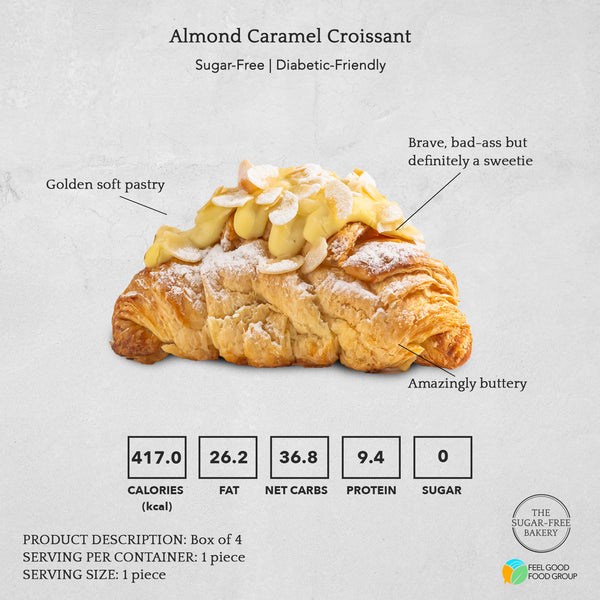 Almond Caramel Croissant
Sugar-Free | Diabetic-Friendly
Brave, bad-ass but
definitely a sweetie
Golden soft pastry
Amazingly buttery
417.0 26.2 36.8 9.4 0
CALORIES FAT NET CARBS PROTEIN SUGAR
(kcal)
THE
SUGAR-FREE
BAKERY
PRODUCT DESCRIPTION: Box of 4
SERVING PER CONTAINER: 1 piece
SERVING SIZE: 1 piece
FEEL GOOD
FOOD GROUP